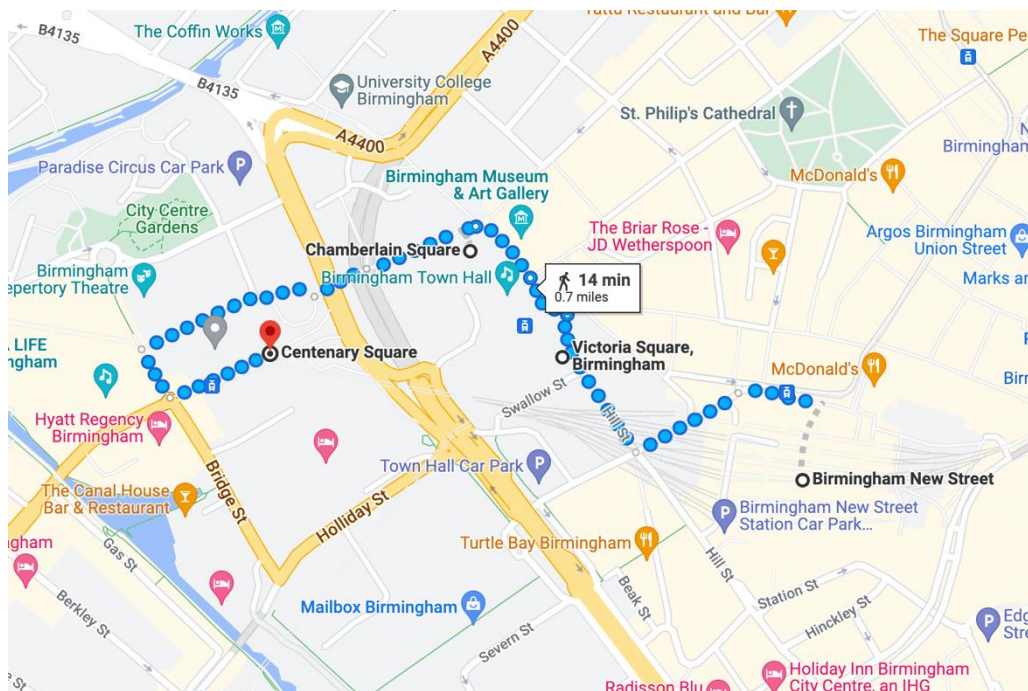 B4135
The Coffin Works
Tattu Restaurant and Bar
The Square Pe
A4400
B4135
University College
Birmingham
St. Philip's Cathedral
A4400
Paradise Circus Car Park
Birmingham Museum
& Art Gallery
McDonald's
Birmingham
City Centre
Gardens
The Briar Rose -
JD Wetherspoon
Argos Birmingham
Union Street
Chamberlain Square
Birmingham
epertory Theatre
Birmingham Town Hall
14 min
0.7 miles
Marks an
LIFE
ngham
Centenary Square
Victoria Square,
Birmingham
McDonald's
Swallow St
Hyatt Regency
Birmingham
Hill St
Birm
Town Hall Car Park
Bridge St
Birmingham New Street
The Canal House
Bar & Restaurant
Holliday St
Birmingham New Street
Station Car Park...
ngham
Gas St
Turtle Bay Birmingham
Hill St
Beak St
Station St
Mailbox Birmingham
Berkley St
Hinckley St
Edg
Stre
Severn St
Holiday Inn Birmingham
City Centre, an IHG
Radisson Blu